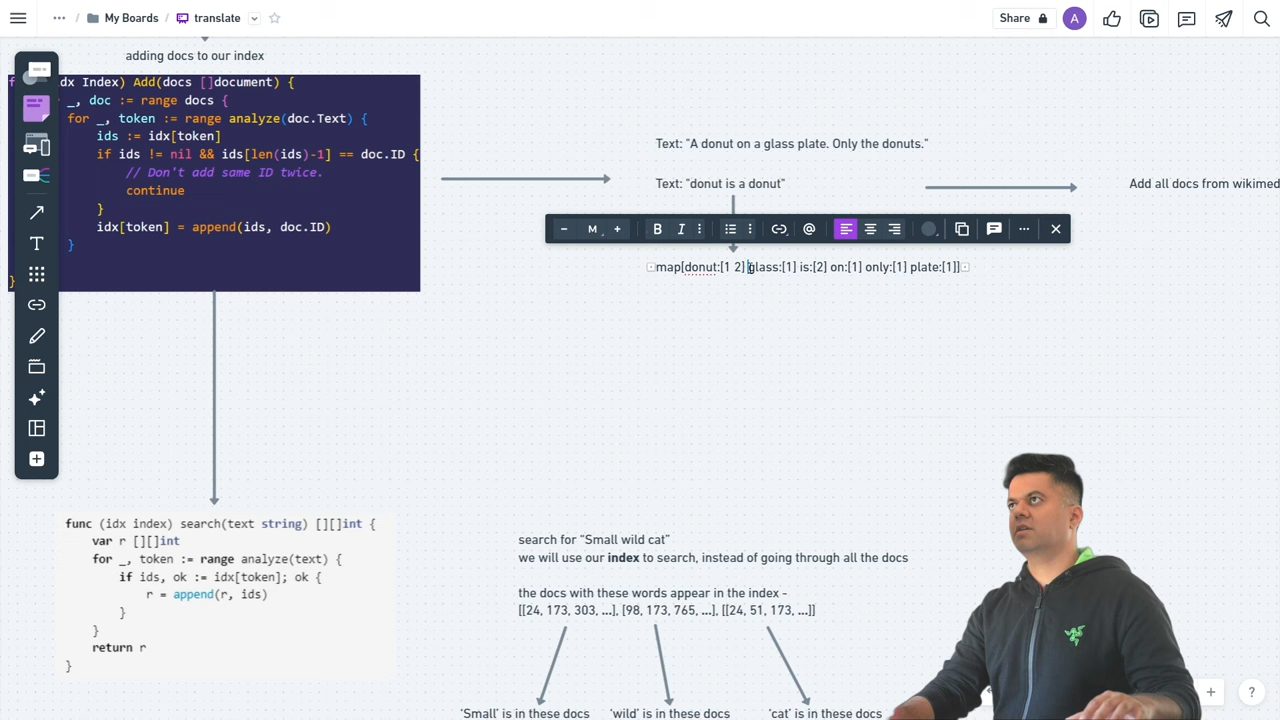 My Boards / translate
Share
A
adding docs to our index
dx Index) Add(docs []document) {
_, doc := range docs {
for _, token := range analyze(doc.Text) {
ids := idx[token]
if ids != nil && ids[len(ids)-1] == doc.ID {
// Don't add same ID twice.
continue
}
idx[token] = append(ids, doc.ID)
}
}
Text: "A donut on a glass plate. Only the donuts."
Text: "donut is a donut"
Add all docs from wikimed
M
B
I
map[donut:[1 2] glass:[1] is:[2] on:[1] only:[1] plate:[1]]
func (idx index) search(text string) [][]int {
var r [][]int
for _, token := range analyze(text) {
if ids, ok := idx[token]; ok {
r = append(r, ids)
}
}
return r
}
search for “Small wild cat”
we will use our index to search, instead of going through all the docs
the docs with these words appear in the index -
[[24, 173, 303, ...], [98, 173, 765, ...], [[24, 51, 173, ...]]
‘Small’ is in these docs
‘wild’ is in these docs
‘cat’ is in these docs